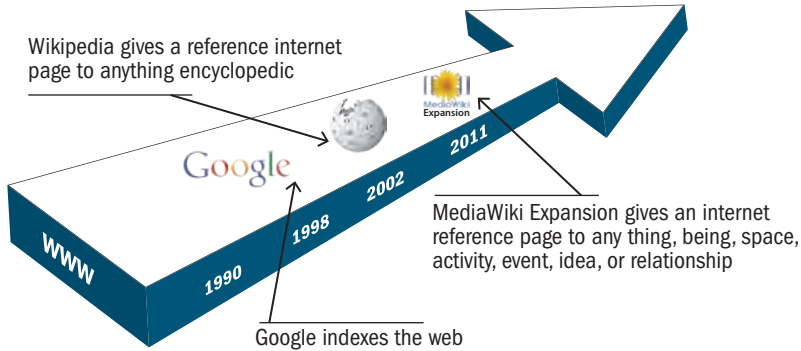 Wikipedia gives a reference internet
page to anything encyclopedic
MediaWiki
Expansion
Google
2011
2002
1998
1990
WWW
MediaWiki Expansion gives an internet
reference page to any thing, being, space,
activity, event, idea, or relationship
Google indexes the web